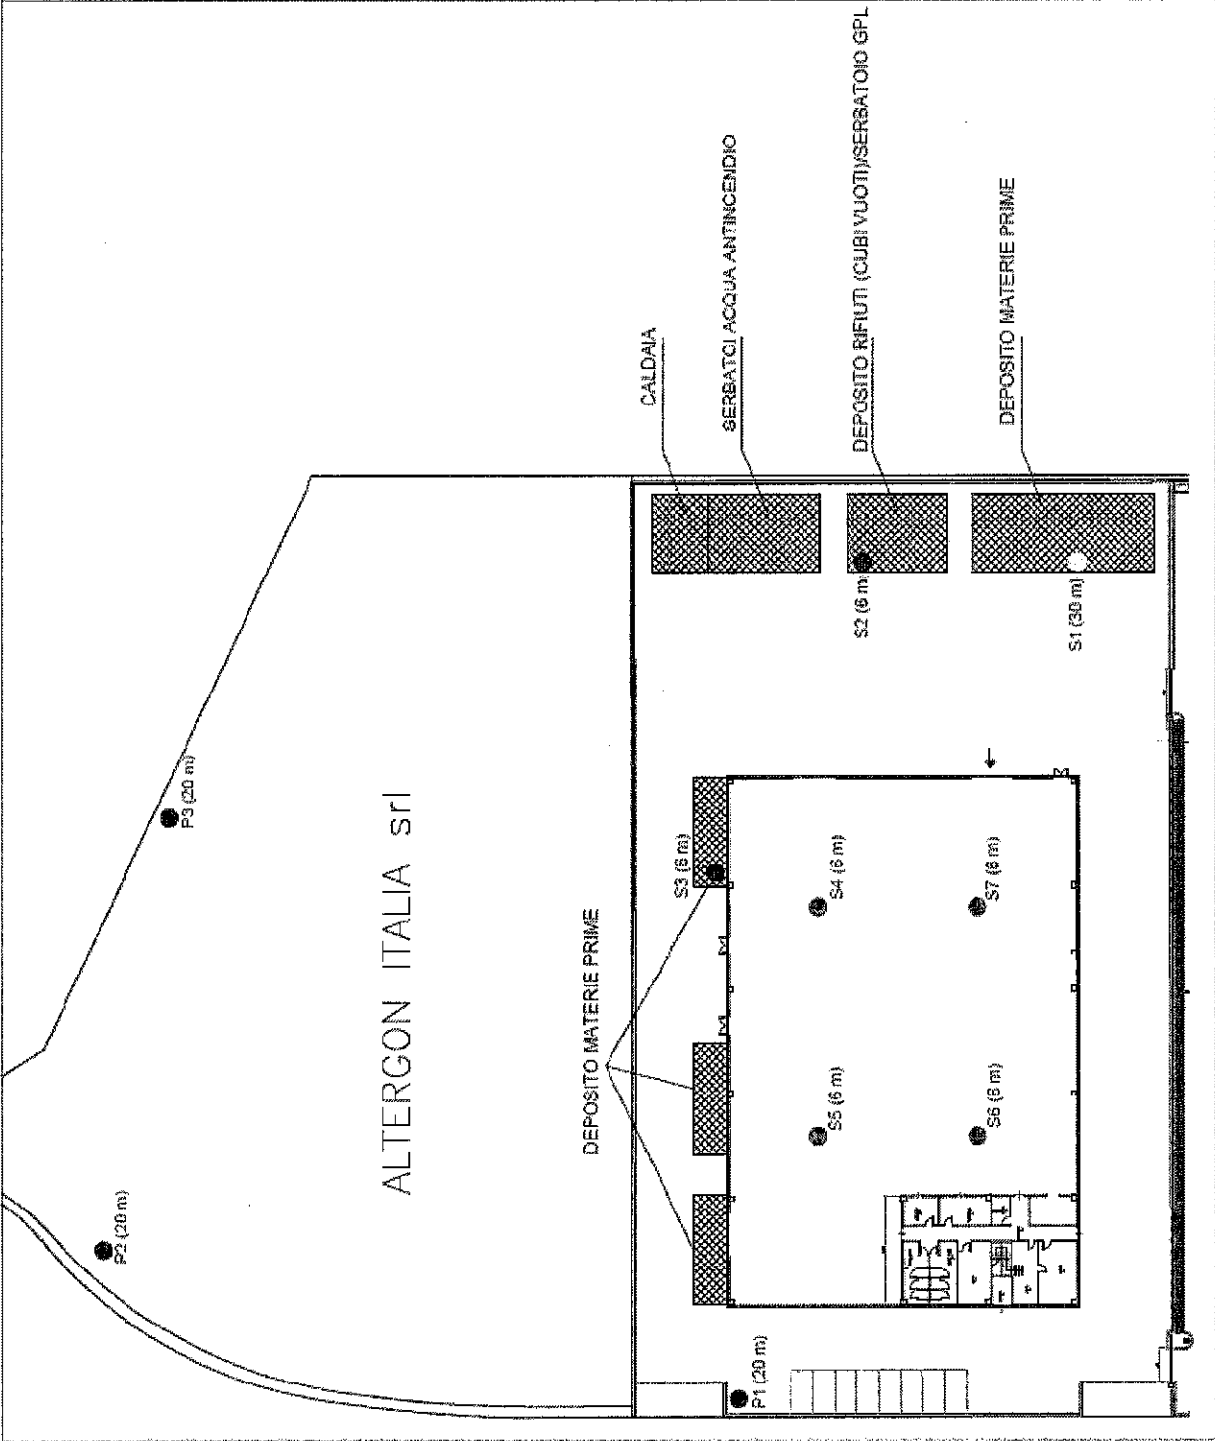 CALDAIA
SERBATOI ACQUA ANTINCENDIO
DEPOSITO RIFIUTI (CUBI VUOTI)/SERBATOIO GPL
DEPOSITO MATERIE PRIME
S2 (6 m)
S1 (30 m)
P3 (20 m)
ALTERGON ITALIA srl
DEPOSITO MATERIE PRIME
S3 (6 m)
S4 (6 m)
S7 (6 m)
S5 (6 m)
S6 (6 m)
P2 (20 m)
P1 (20 m)